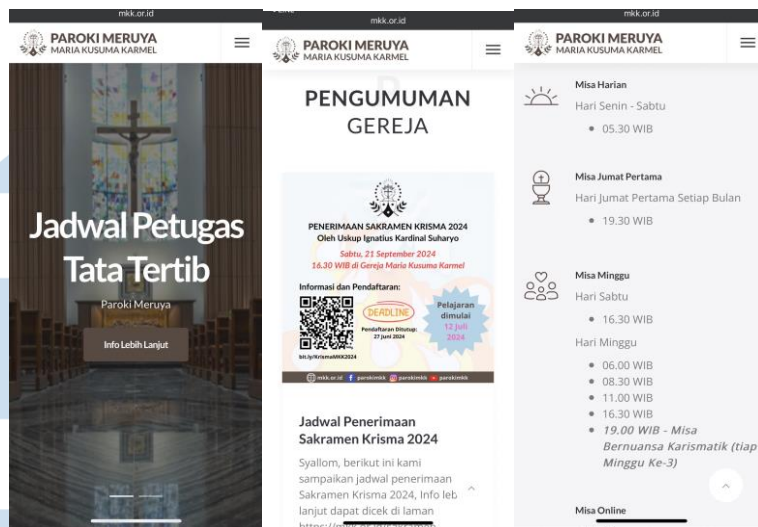 mkk.or.id
PAROKI MERUYA
MARIA KUSUMA KARMEL
Jadwal Petugas
Tata Tertib
Paroki Meruya
Info Lebih Lanjut
mkk.or.id
PAROKI MERUYA
MARIA KUSUMA KARMEL
PENGUMUMAN
GEREJA
PENERIMAAN SAKRAMEN KRISMA 2024
Oleh Uskup Ignatius Kardinal Suharyo
Sabtu, 21 September 2024
16.30 WIB di Gereja Maria Kusuma Karmel
Informasi dan Pendaftaran:
DEADLINE
Pendaftaran Ditutup:
27 Juni 2024
Pelajaran
dimulai
12 Juli
2024
bit.ly/KrismaMKK2024
mkk.or.id parokimkk parokimkk parokimkk
Jadwal Penerimaan
Sakramen Krisma 2024
Syallom, berikut ini kami
sampaikan jadwal penerimaan
Sakramen Krisma 2024, Info leb
lanjut dapat dicek di laman
mkk.or.id
PAROKI MERUYA
MARIA KUSUMA KARMEL
Misa Harian
Hari Senin - Sabtu
05.30 WIB
Misa Jumat Pertama
Hari Jumat Pertama Setiap Bulan
19.30 WIB
Misa Minggu
Hari Sabtu
16.30 WIB
Hari Minggu
06.00 WIB
08.30 WIB
11.00 WIB
16.30 WIB
19.00 WIB - Misa
Bernuansa Karismatik (tiap
Minggu Ke-3)
Misa Online